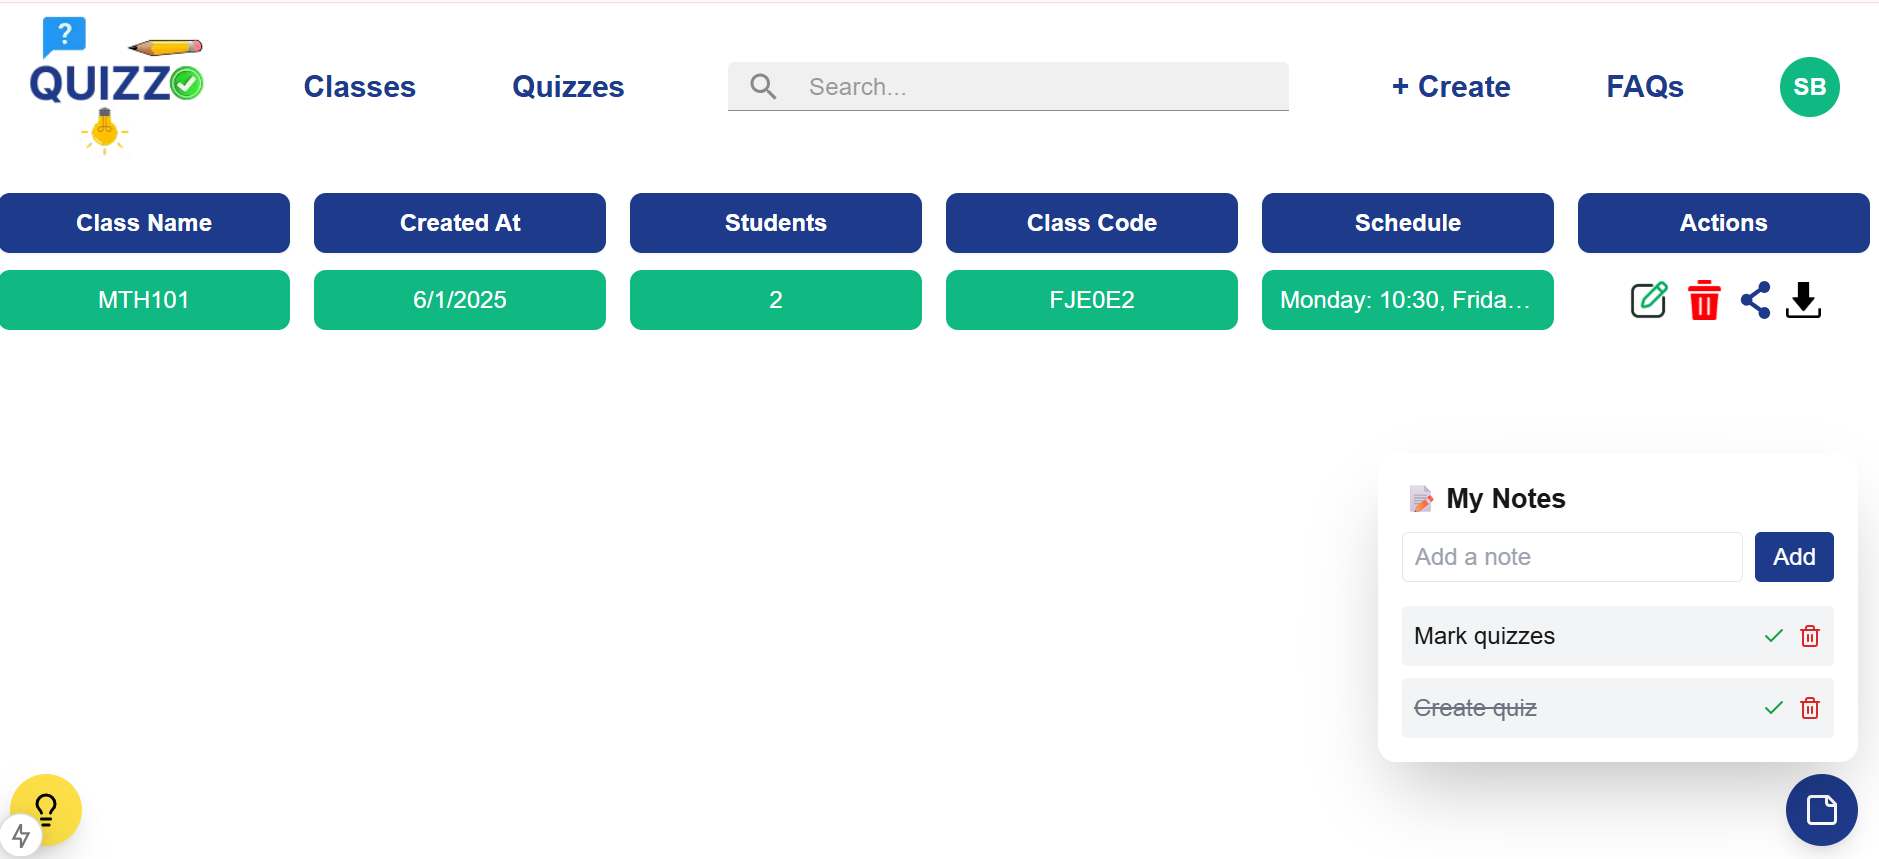 ?
QUIZZ
Classes
Quizzes
Search...
+ Create
FAQs
SB
Class Name
Created At
Students
Class Code
Schedule
Actions
MTH101
6/1/2025
2
FJE0E2
Monday: 10:30, Frida…
My Notes
Add a note
Add
Mark quizzes
Create quiz